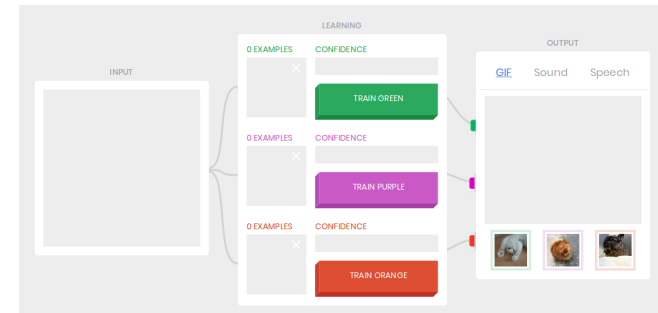 LEARNING
OUTPUT
INPUT
0 EXAMPLES CONFIDENCE
TRAIN GREEN
0 EXAMPLES CONFIDENCE
TRAIN PURPLE
0 EXAMPLES CONFIDENCE
TRAIN ORANGE
GIF Sound Speech